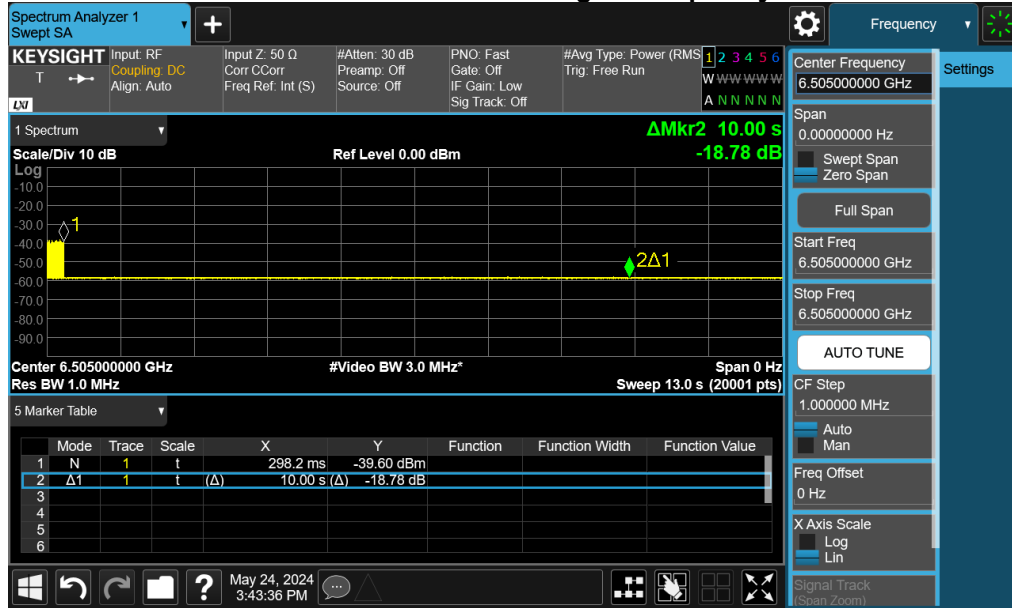 Spectrum Analyzer 1
Swept SA
Frequency
KEYSIGHT
T
LXI
Input: RF
Coupling: DC
Align: Auto
Input Z: 50 Ω
Corr CCorr
Freq Ref: Int (S)
#Atten: 30 dB
Preamp: Off
Source: Off
PNO: Fast
Gate: Off
IF Gain: Low
Sig Track: Off
#Avg Type: Power (RMS
Trig: Free Run
1 2 3 4 5 6
W W W W W W
A N N N N N
1 Spectrum
ΔMkr2 10.00 s
Scale/Div 10 dB
Ref Level 0.00 dBm
-18.78 dB
Log
-10.0
-20.0
-30.0
-40.0
-50.0
-60.0
-70.0
-80.0
-90.0
1
2Δ1
Center 6.505000000 GHz
#Video BW 3.0 MHz*
Span 0 Hz
Res BW 1.0 MHz
Sweep 13.0 s (20001 pts)
5 Marker Table
Mode Trace Scale X Y Function Function Width Function Value
1 N 1 t 298.2 ms -39.60 dBm
2 Δ1 1 t (Δ) 10.00 s (Δ) -18.78 dB
3
4
5
6
?
May 24, 2024
3:43:36 PM
Center Frequency
6.505000000 GHz
Settings
Span
0.00000000 Hz
Swept Span
Zero Span
Full Span
Start Freq
6.505000000 GHz
Stop Freq
6.505000000 GHz
AUTO TUNE
CF Step
1.000000 MHz
Auto
Man
Freq Offset
0 Hz
X Axis Scale
Log
Lin
Signal Track
(Span Zoom)